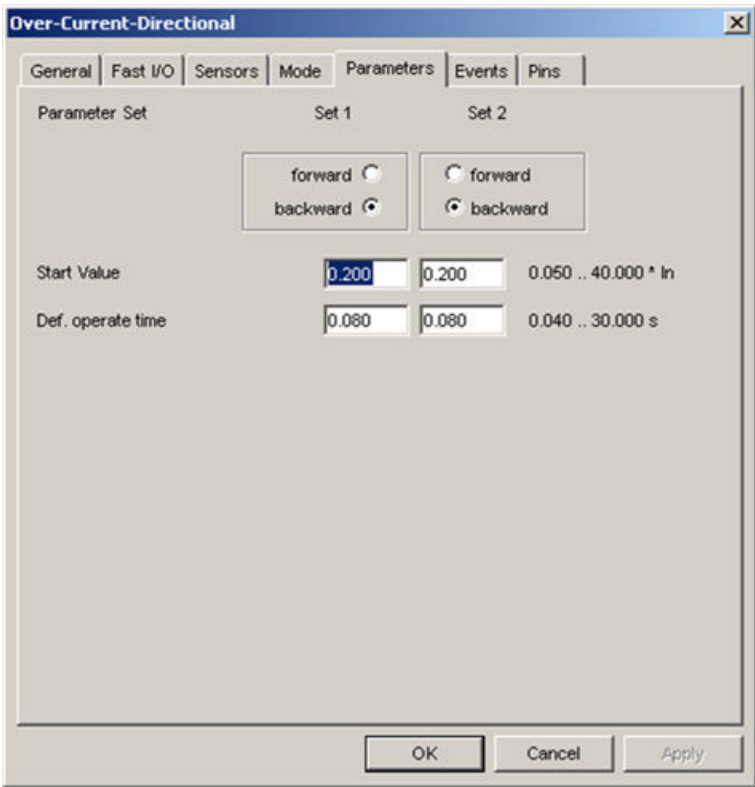 Over-Current-Directional
General Fast I/O Sensors Mode Parameters Events Pins
Parameter Set Set 1 Set 2
forward forward
backward backward
Start Value 0.200 0.200 0.050 .. 40.000 * In
Def. operate time 0.080 0.080 0.040 .. 30.000 s
OK Cancel Apply